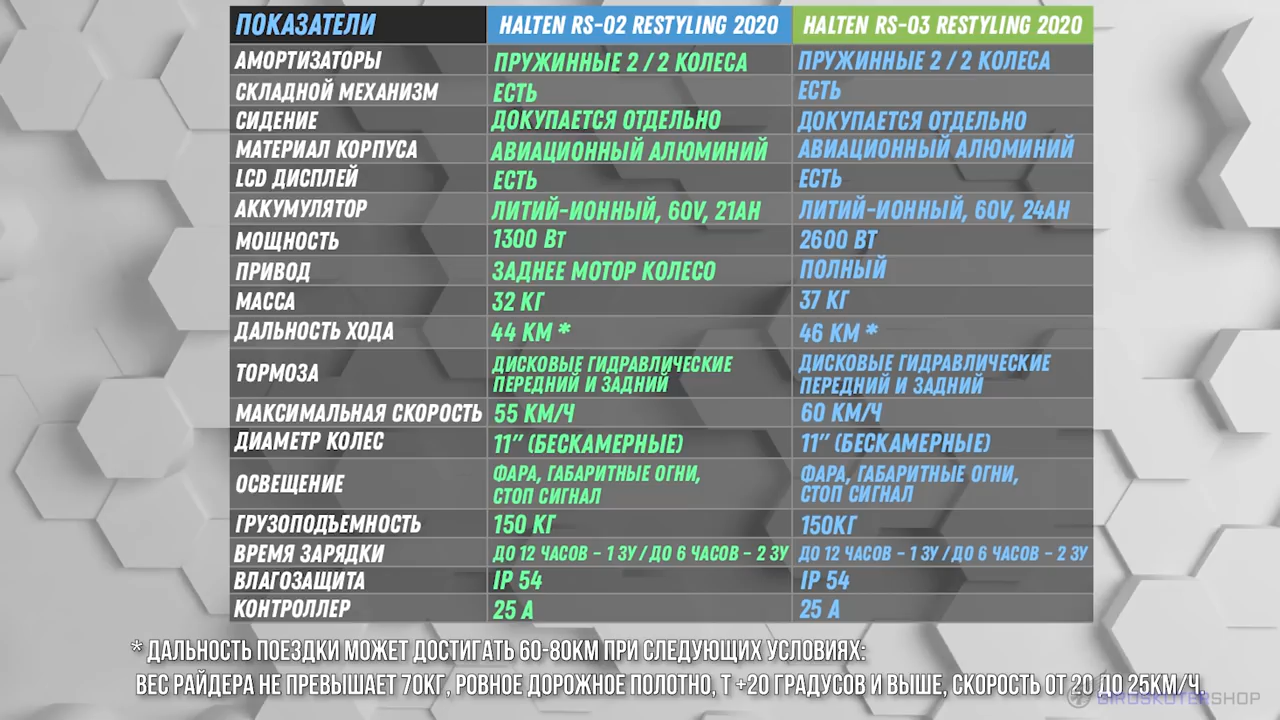 ПОКАЗАТЕЛИ HALTEN RS-02 RESTYLING 2020 HALTEN RS-03 RESTYLING 2020
АМОРТИЗАТОРЫ ПРУЖИННЫЕ 2 / 2 КОЛЕСА ПРУЖИННЫЕ 2 / 2 КОЛЕСА
СКЛАДНОЙ МЕХАНИЗМ ЕСТЬ ЕСТЬ
СИДЕНИЕ ДОКУПАЕТСЯ ОТДЕЛЬНО ДОКУПАЕТСЯ ОТДЕЛЬНО
МАТЕРИАЛ КОРПУСА АВИАЦИОННЫЙ АЛЮМИНИЙ АВИАЦИОННЫЙ АЛЮМИНИЙ
LCD ДИСПЛЕЙ ЕСТЬ ЕСТЬ
АККУМУЛЯТОР ЛИТИЙ-ИОННЫЙ, 60V, 21AH ЛИТИЙ-ИОННЫЙ, 60V, 24AH
МОЩНОСТЬ 1300 Вт 2600 ВТ
ПРИВОД ЗАДНЕЕ МОТОР КОЛЕСО ПОЛНЫЙ
МАССА 32 КГ 37 КГ
ДАЛЬНОСТЬ ХОДА 44 КМ * 46 КМ *
ТОРМОЗА ДИСКОВЫЕ ГИДРАВЛИЧЕСКИЕ ДИСКОВЫЕ ГИДРАВЛИЧЕСКИЕ
ПЕРЕДНИЙ И ЗАДНИЙ ПЕРЕДНИЙ И ЗАДНИЙ
МАКСИМАЛЬНАЯ СКОРОСТЬ 55 КМ/Ч 60 КМ/Ч
ДИАМЕТР КОЛЕС 11" (БЕСКАМЕРНЫЕ) 11" (БЕСКАМЕРНЫЕ)
ОСВЕЩЕНИЕ ФАРА, ГАБАРИТНЫЕ ОГНИ, ФАРА, ГАБАРИТНЫЕ ОГНИ,
СТОП СИГНАЛ СТОП СИГНАЛ
ГРУЗОПОДЪЕМНОСТЬ 150 КГ 150КГ
ВРЕМЯ ЗАРЯДКИ ДО 12 ЧАСОВ – 1 ЗУ / ДО 6 ЧАСОВ – 2 ЗУ ДО 12 ЧАСОВ – 1 ЗУ / ДО 6 ЧАСОВ – 2 ЗУ
ВЛАГОЗАЩИТА IP 54 IP 54
КОНТРОЛЛЕР 25 А 25 А
* ДАЛЬНОСТЬ ПОЕЗДКИ МОЖЕТ ДОСТИГАТЬ 60-80КМ ПРИ СЛЕДУЮЩИХ УСЛОВИЯХ:
ВЕС РАЙДЕРА НЕ ПРЕВЫШАЕТ 70КГ, РОВНОЕ ДОРОЖНОЕ ПОЛОТНО, Т +20 ГРАДУСОВ И ВЫШЕ, СКОРОСТЬ ОТ 20 ДО 25КМ/Ч.
GIROSKUTERSHOP